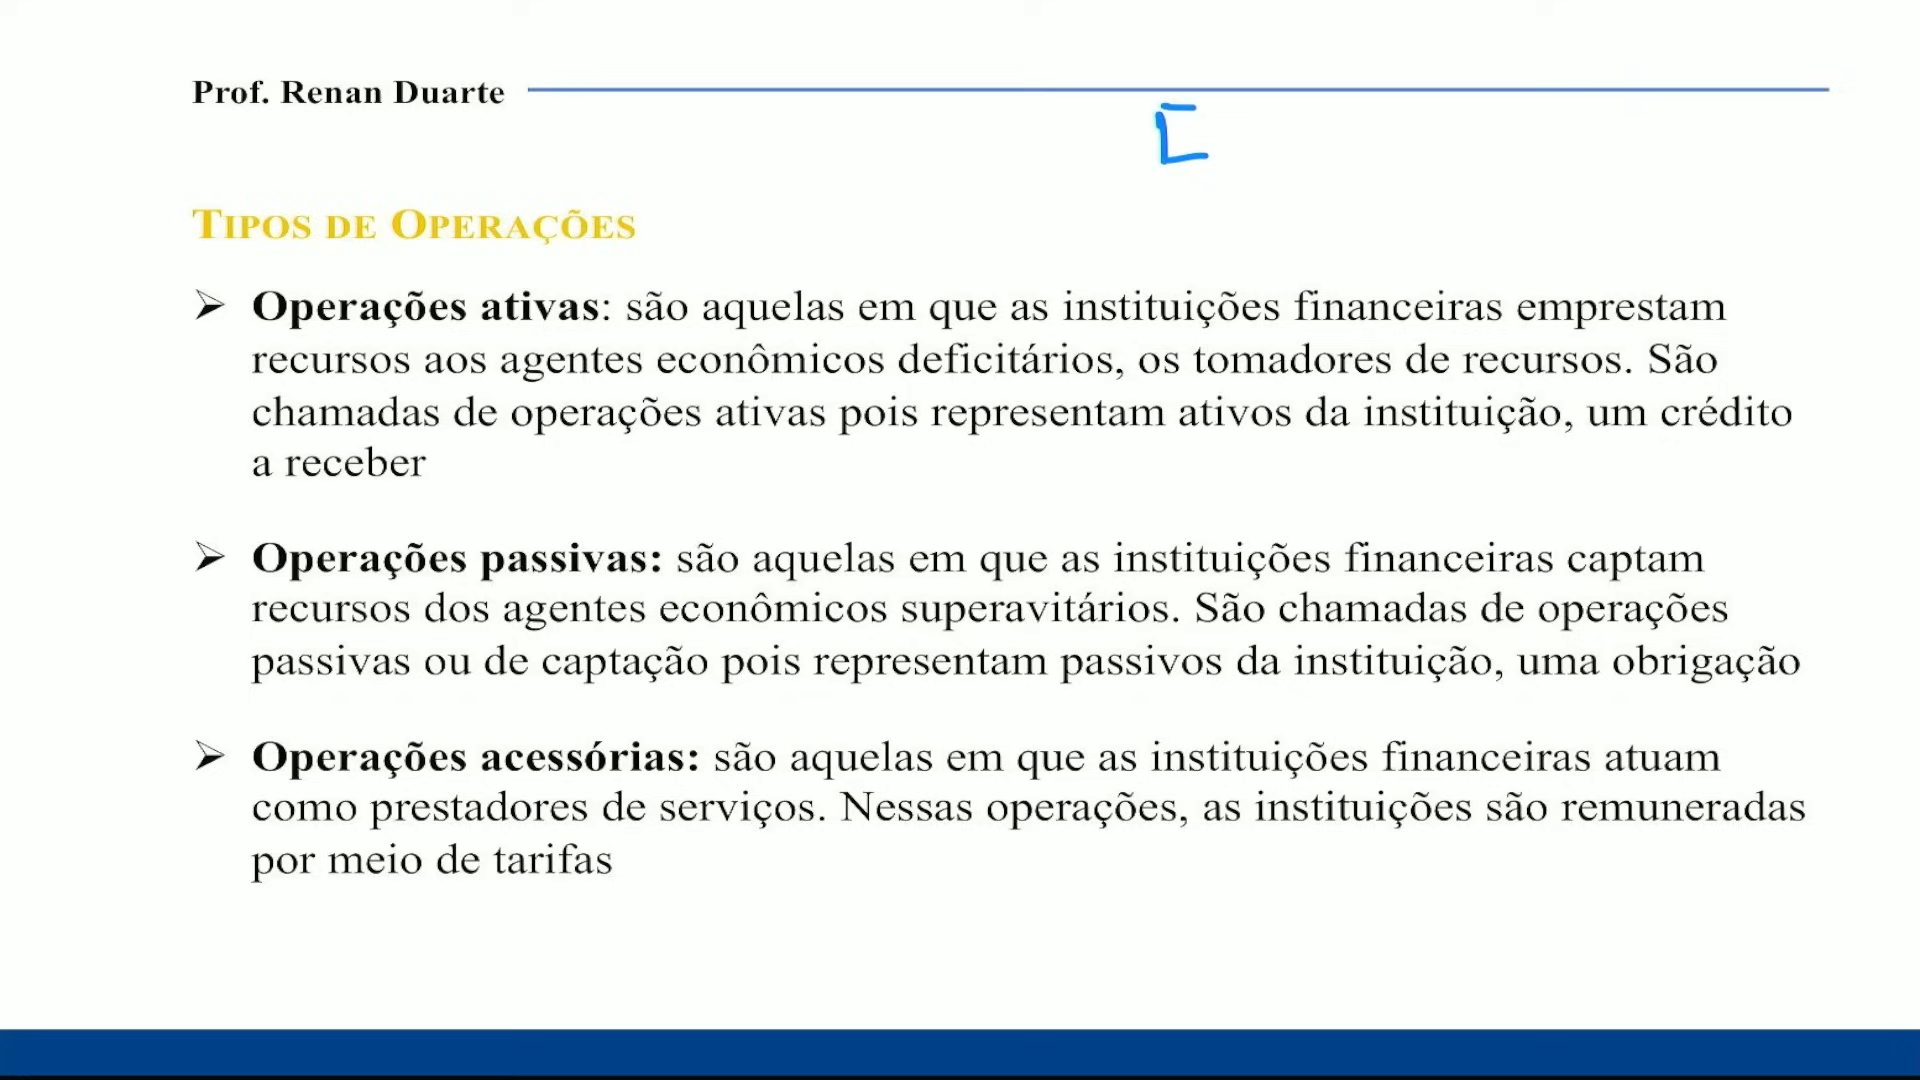 Prof. Renan Duarte
TIPOS DE OPERAÇÕES
➢ Operações ativas: são aquelas em que as instituições financeiras emprestam
recursos aos agentes econômicos deficitários, os tomadores de recursos. São
chamadas de operações ativas pois representam ativos da instituição, um crédito
a receber
➢ Operações passivas: são aquelas em que as instituições financeiras captam
recursos dos agentes econômicos superavitários. São chamadas de operações
passivas ou de captação pois representam passivos da instituição, uma obrigação
➢ Operações acessórias: são aquelas em que as instituições financeiras atuam
como prestadores de serviços. Nessas operações, as instituições são remuneradas
por meio de tarifas